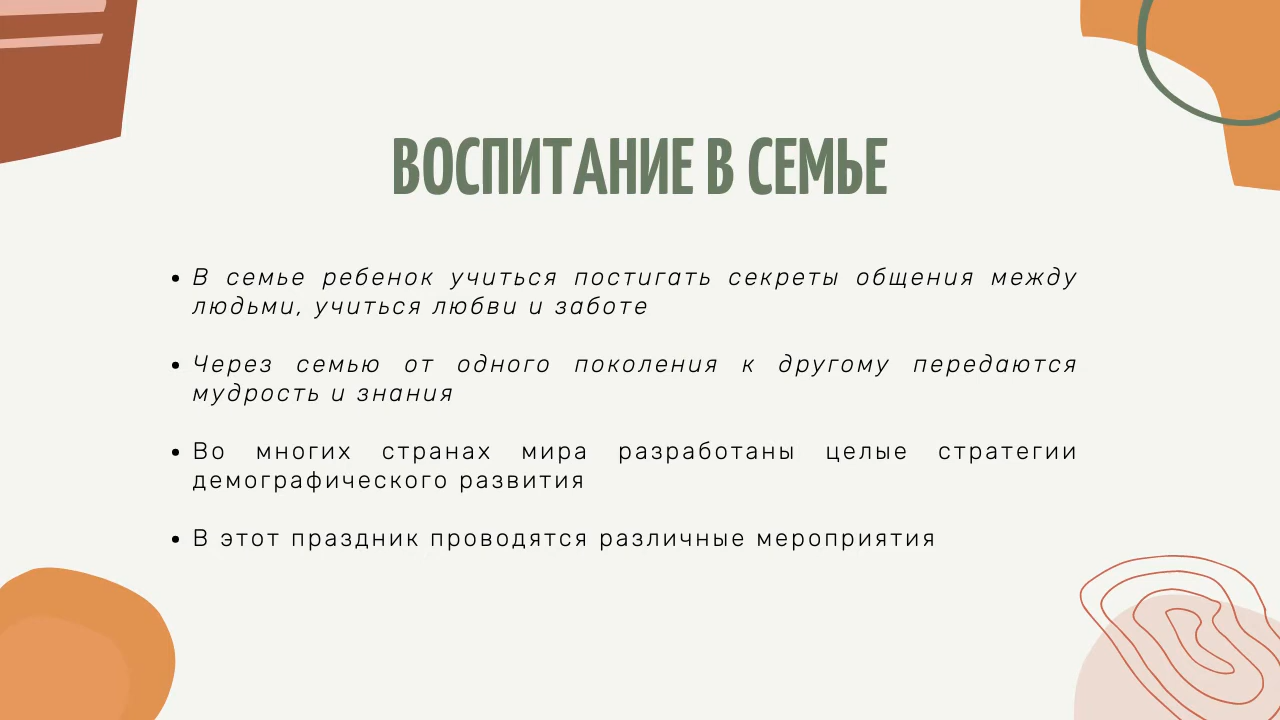 ВОСПИТАНИЕ В СЕМЬЕ
• В семье ребенок учиться постигать секреты общения между
людьми, учиться любви и заботе
• Через семью от одного поколения к другому передаются
мудрость и знания
• Во многих странах мира разработаны целые стратегии
демографического развития
• В этот праздник проводятся различные мероприятия